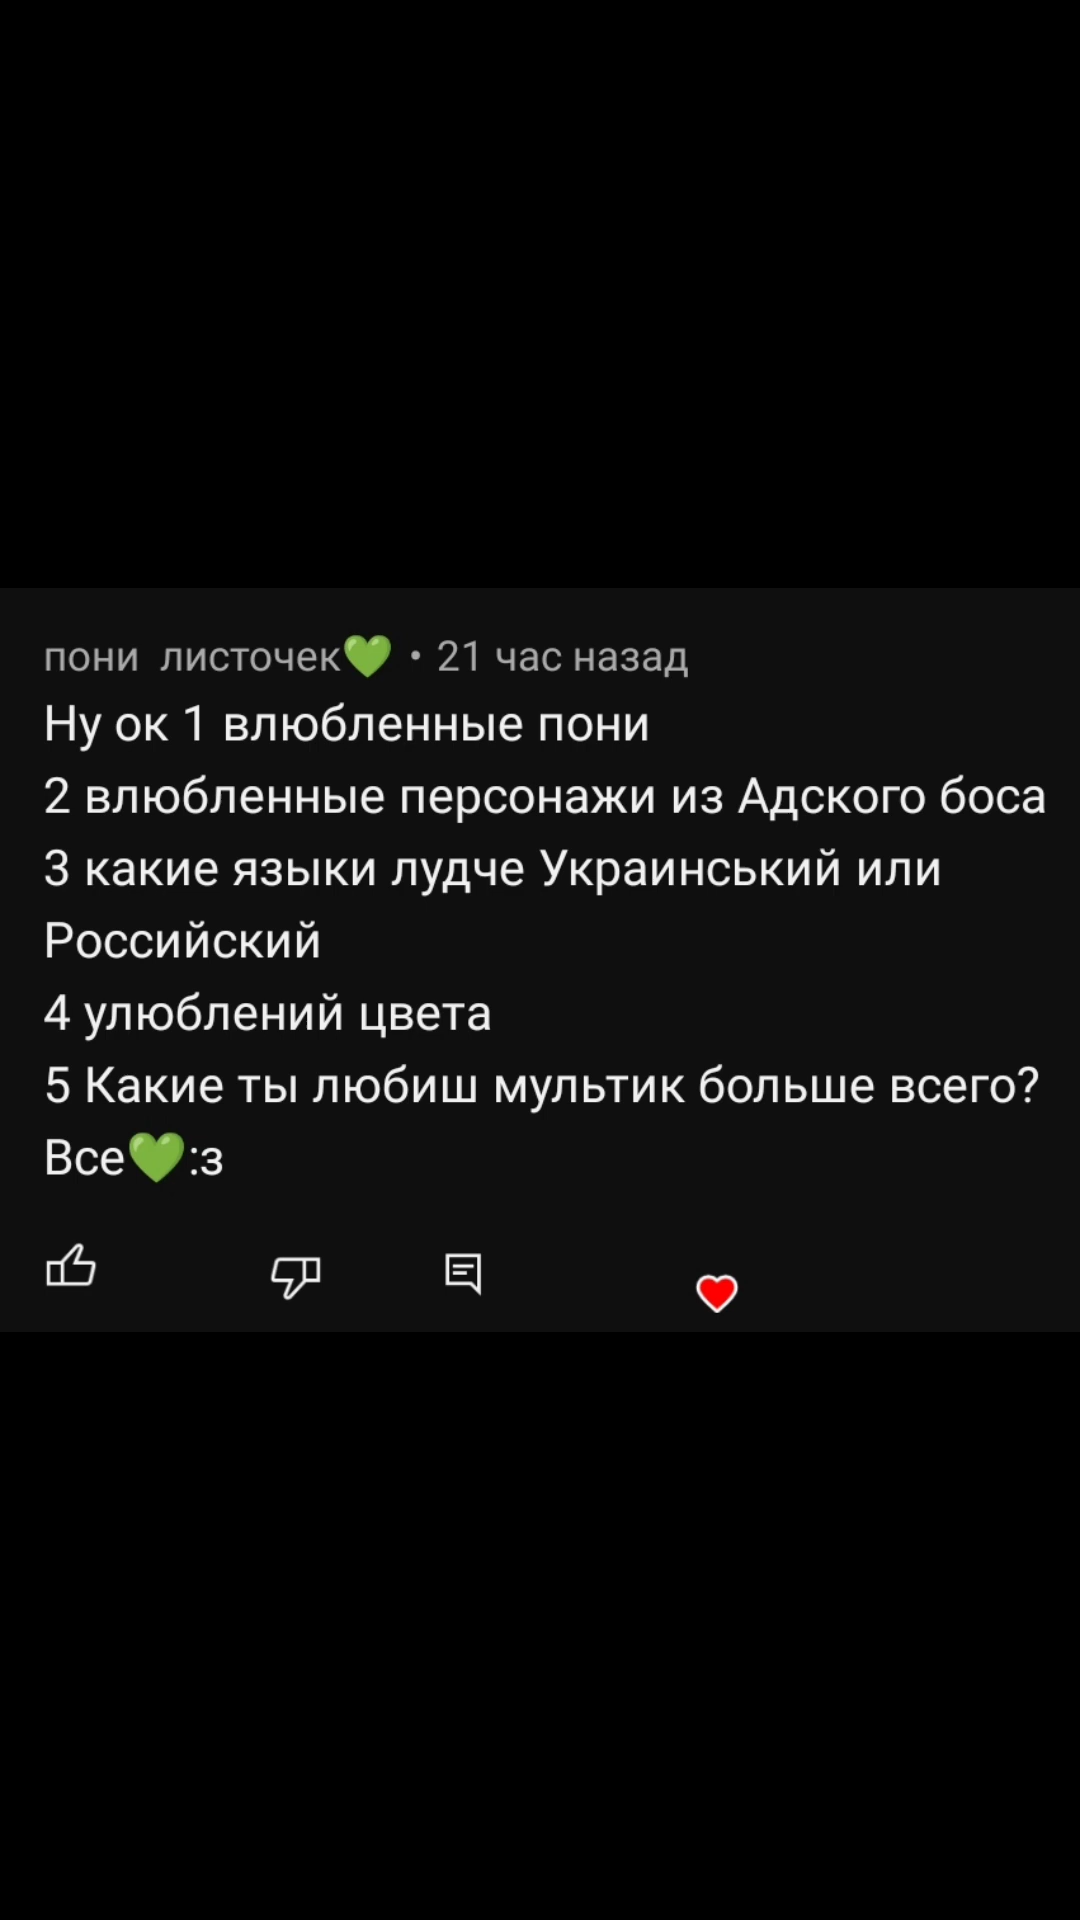 пони листочек💚 • 21 час назад
Ну ок 1 влюбленные пони
2 влюбленные персонажи из Адского боса
3 какие языки лудче Украинський или
Российский
4 улюблений цвета
5 Какие ты любиш мультик больше всего?
Все💚:з